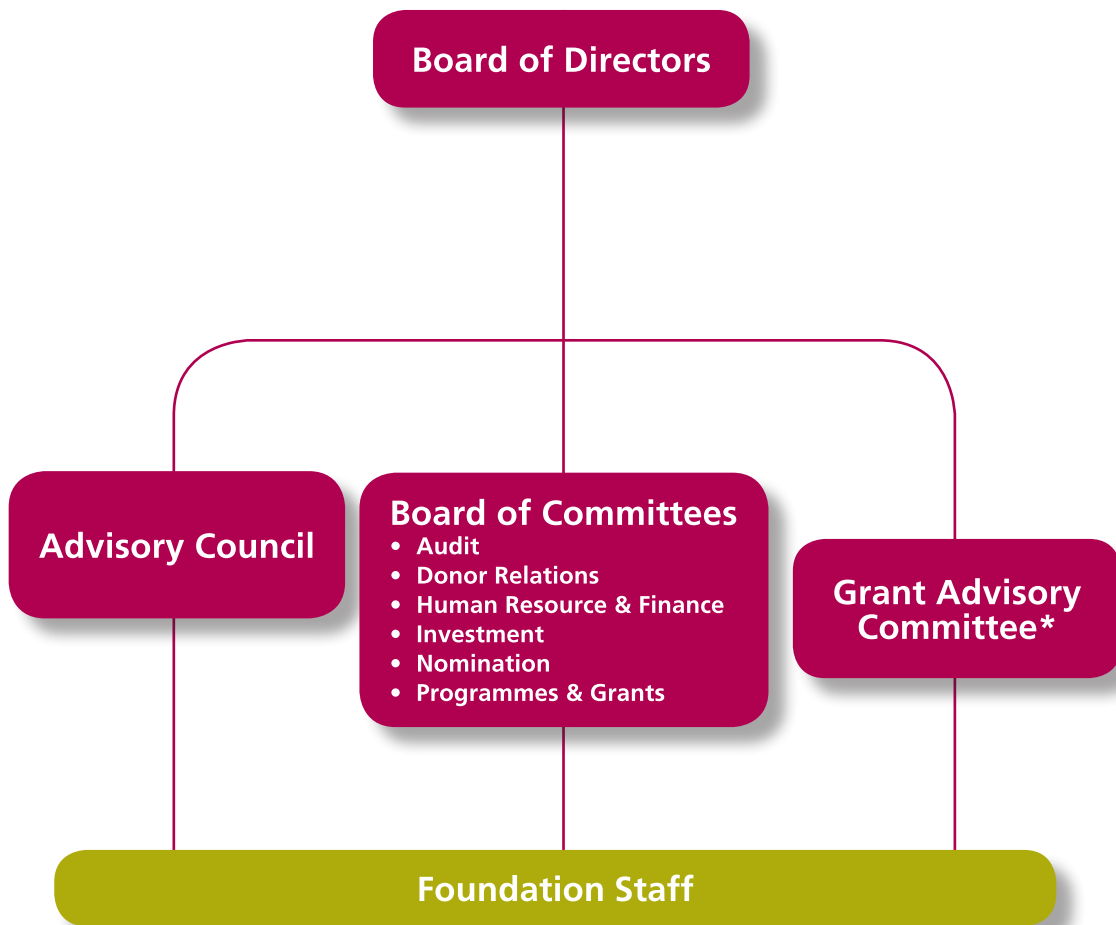 Board of Directors
Advisory Council
Board of Committees
• Audit
• Donor Relations
• Human Resource & Finance
• Investment
• Nomination
• Programmes & Grants
Grant Advisory
Committee*
Foundation Staff